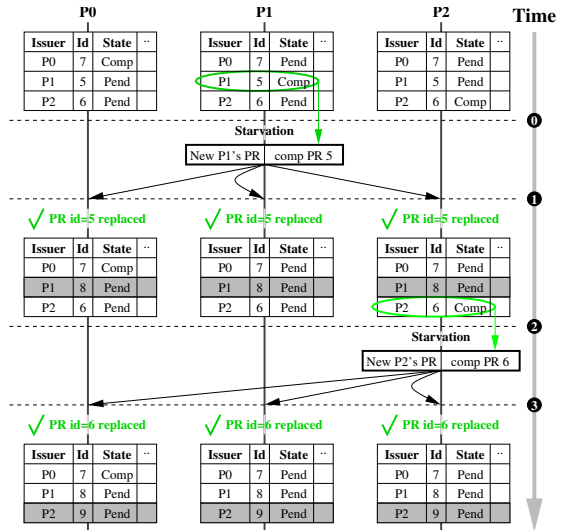 P0 P1 P2 Time
Issuer Id State .. Issuer Id State .. Issuer Id State ..
P0 7 Comp P0 7 Pend P0 7 Pend
P1 5 Pend P1 5 Comp P1 5 Pend
P2 6 Pend P2 6 Pend P2 6 Comp
0
Starvation
New P1's PR comp PR 5
1
PR id=5 replaced PR id=5 replaced PR id=5 replaced
Issuer Id State .. Issuer Id State .. Issuer Id State ..
P0 7 Comp P0 7 Pend P0 7 Pend
P1 8 Pend P1 8 Pend P1 8 Pend
P2 6 Pend P2 6 Pend P2 6 Comp
2
Starvation
New P2's PR comp PR 6
3
PR id=6 replaced PR id=6 replaced PR id=6 replaced
Issuer Id State .. Issuer Id State .. Issuer Id State ..
P0 7 Comp P0 7 Pend P0 7 Pend
P1 8 Pend P1 8 Pend P1 8 Pend
P2 9 Pend P2 9 Pend P2 9 Pend